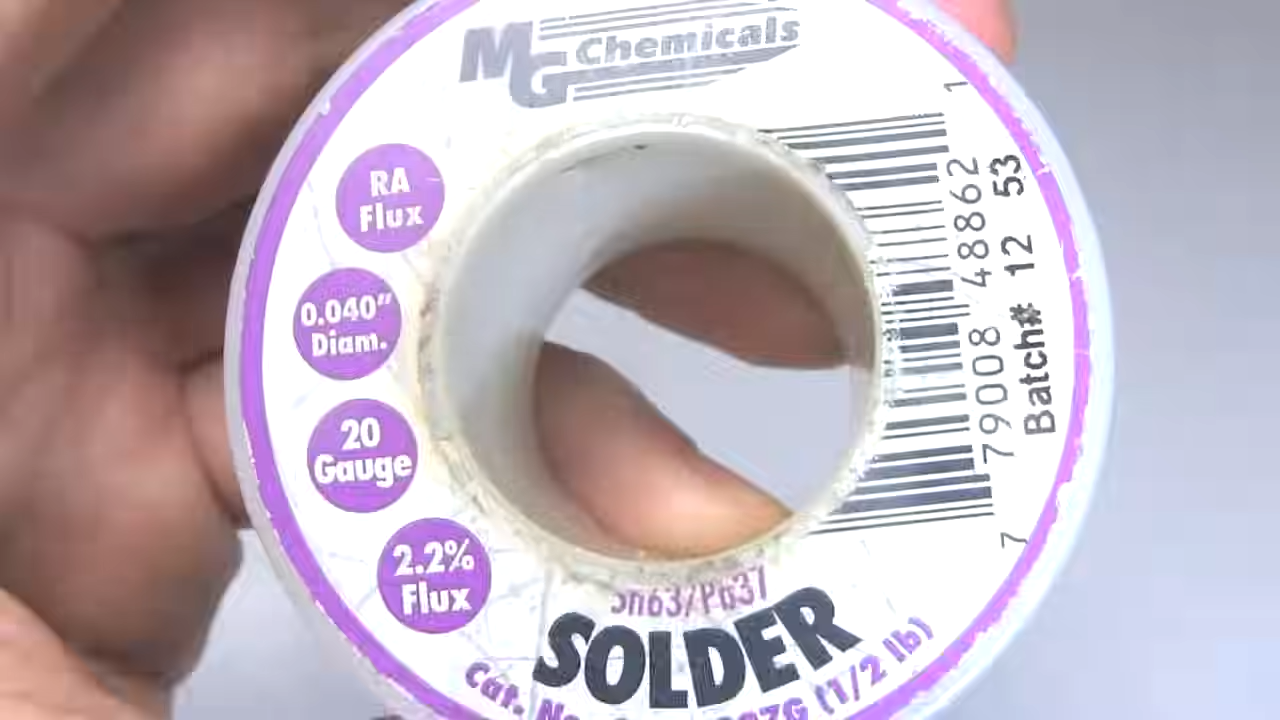 MG Chemicals
RA
Flux
0.040"
Diam.
20
Gauge
2.2%
Flux
Sn63/Pb37
SOLDER
Cat. No. (1/2 lb)
7 79008 48862 1
Batch# 12 53